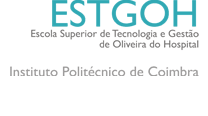 ESTGOH
Escola Superior de Tecnologia e Gestão
de Oliveira do Hospital
Instituto Politécnico de Coimbra